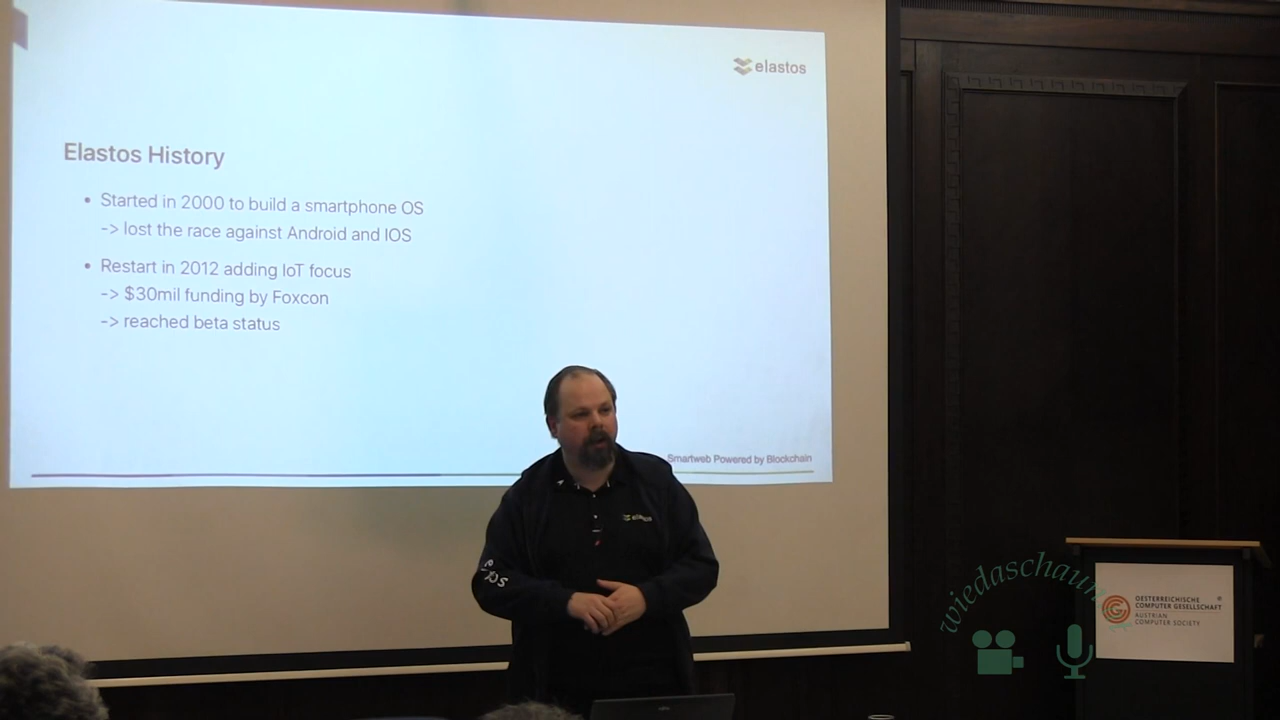 elastos
Elastos History
• Started in 2000 to build a smartphone OS
-> lost the race against Android and IOS
• Restart in 2012 adding IoT focus
-> $30mil funding by Foxcon
-> reached beta status
Smartweb Powered by Blockchain
elastos
wiedaschaun
OESTERREICHISCHE
COMPUTER GESELLSCHAFT
AUSTRIAN
COMPUTER SOCIETY